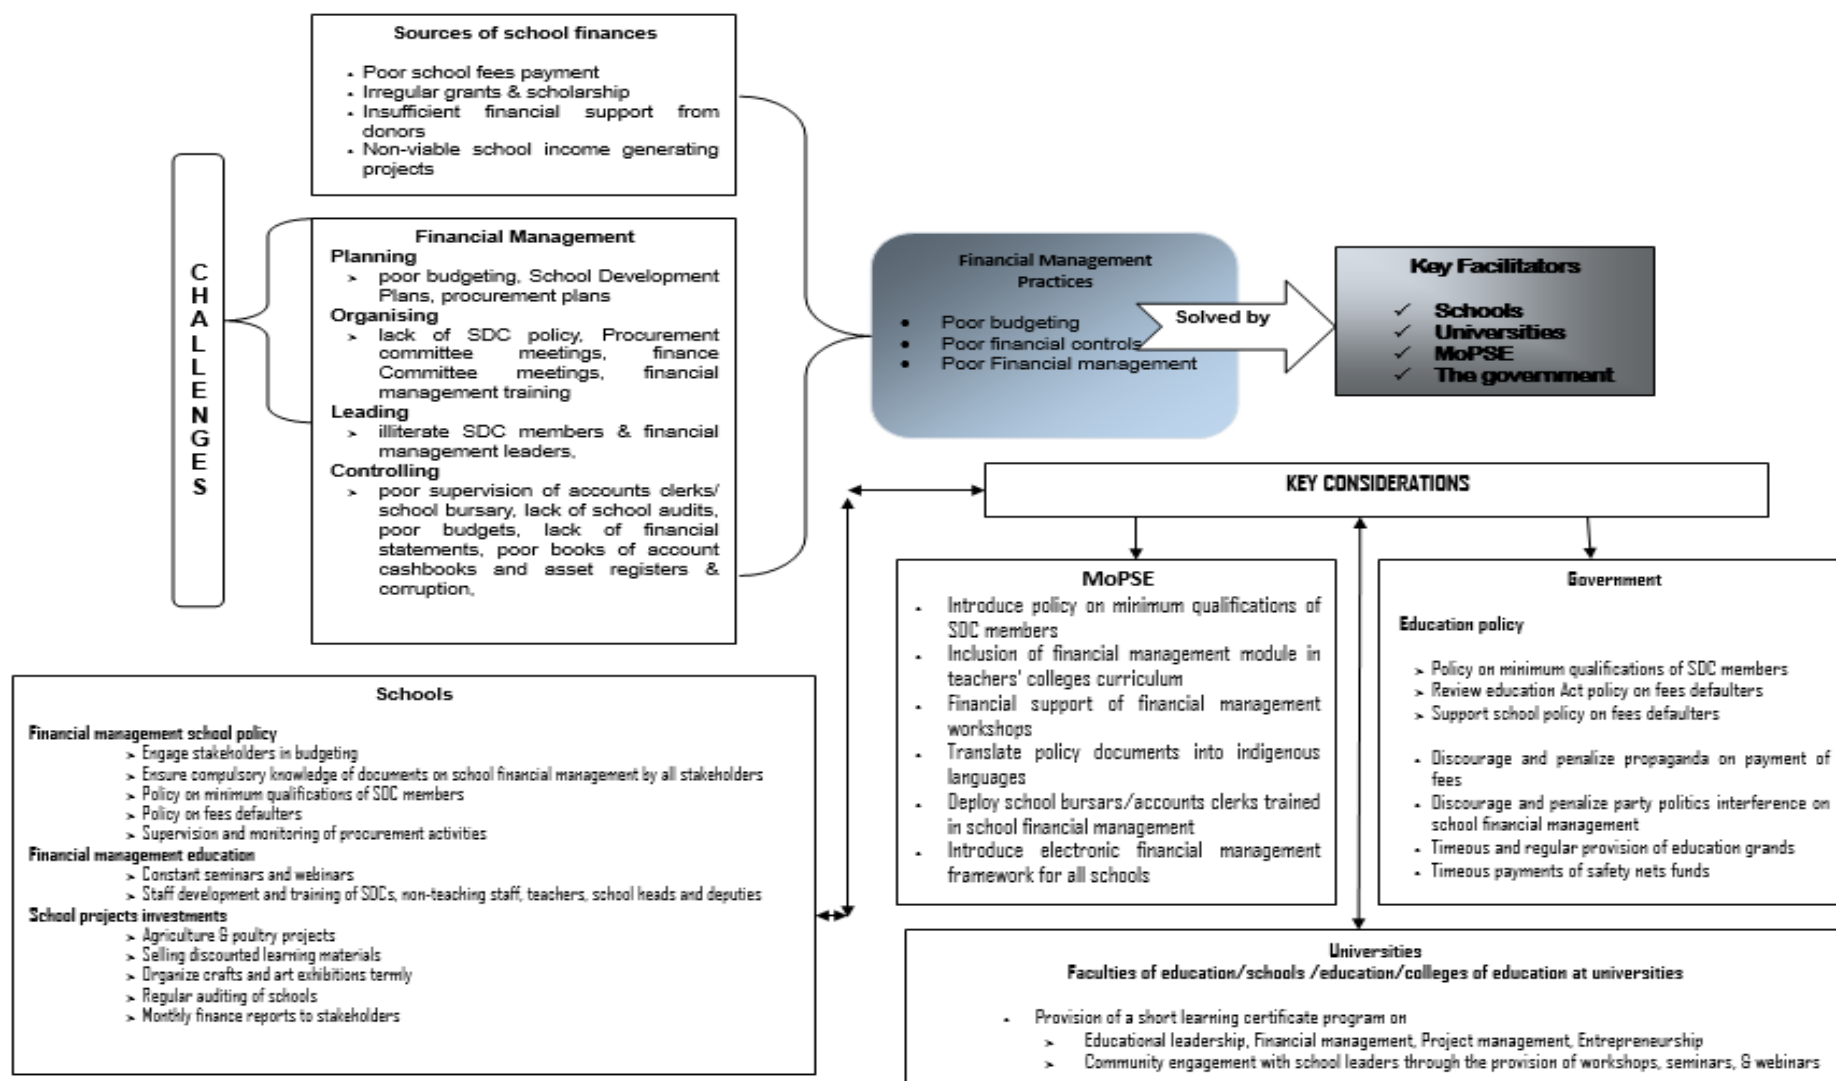 Sources of school finances
• Poor school fees payment
• Irregular grants & scholarship
• Insufficient financial support from
donors
• Non-viable school income generating
projects
CHALLENGES
Financial Management
Planning
➢ poor budgeting, School Development
Plans, procurement plans
Organising
➢ lack of SDC policy, Procurement
committee meetings, finance
Committee meetings, financial
management training
Leading
➢ illiterate SDC members & financial
management leaders,
Controlling
➢ poor supervision of accounts clerks/
school bursary, lack of school audits,
poor budgets, lack of financial
statements, poor books of account
cashbooks and asset registers &
corruption,
Financial Management
Practices
• Poor budgeting
• Poor financial controls
• Poor Financial management
Solved by
Key Facilitators
✓ Schools
✓ Universities
✓ MoPSE
✓ The government
KEY CONSIDERATIONS
Schools
Financial management school policy
➢ Engage stakeholders in budgeting
➢ Ensure compulsory knowledge of documents on school financial management by all stakeholders
➢ Policy on minimum qualifications of SDC members
➢ Policy on fees defaulters
➢ Supervision and monitoring of procurement activities
Financial management education
➢ Constant seminars and webinars
➢ Staff development and training of SDCs, non-teaching staff, teachers, school heads and deputies
School projects investments
➢ Agriculture & poultry projects
➢ Selling discounted learning materials
➢ Organize crafts and art exhibitions termly
➢ Regular auditing of schools
➢ Monthly finance reports to stakeholders
MoPSE
• Introduce policy on minimum qualifications of
SDC members
• Inclusion of financial management module in
teachers' colleges curriculum
• Financial support of financial management
workshops
• Translate policy documents into indigenous
languages
• Deploy school bursars/accounts clerks trained
in school financial management
• Introduce electronic financial management
framework for all schools
Government
Education policy
➢ Policy on minimum qualifications of SDC members
➢ Review education Act policy on fees defaulters
➢ Support school policy on fees defaulters
• Discourage and penalize propaganda on payment of
fees
• Discourage and penalize party politics interference on
school financial management
• Timeous and regular provision of education grands
• Timeous payments of safety nets funds
Universities
Faculties of education/schools /education/colleges of education at universities
• Provision of a short learning certificate program on
➢ Educational leadership, Financial management, Project management, Entrepreneurship
➢ Community engagement with school leaders through the provision of workshops, seminars, & webinars